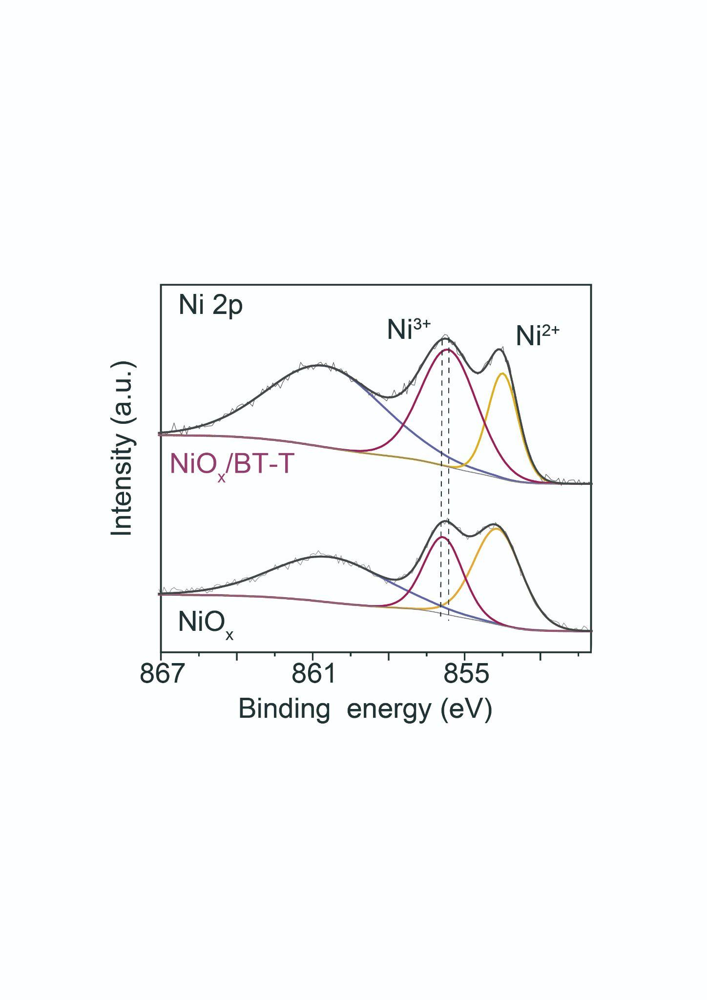 Ni 2p
Ni³⁺
Ni²⁺
NiOₓ/BT-T
NiOₓ
Intensity (a.u.)
867 861 855
Binding energy (eV)